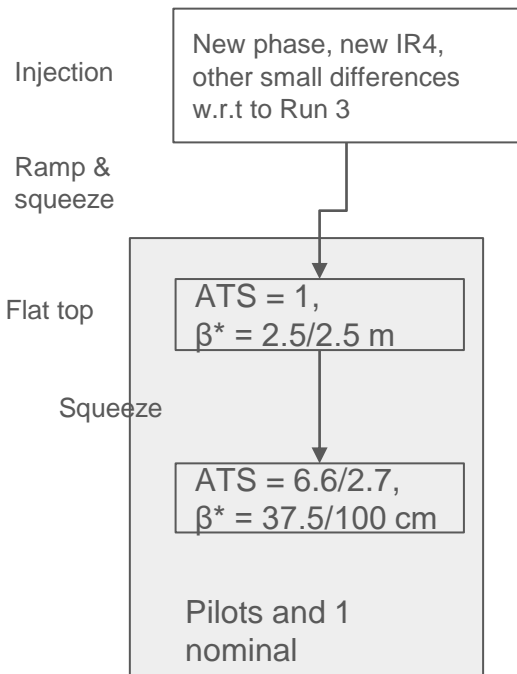 Injection
New phase, new IR4,
other small differences
w.r.t to Run 3
Ramp &
squeeze
Flat top
ATS = 1,
β* = 2.5/2.5 m
Squeeze
ATS = 6.6/2.7,
β* = 37.5/100 cm
Pilots and 1
nominal